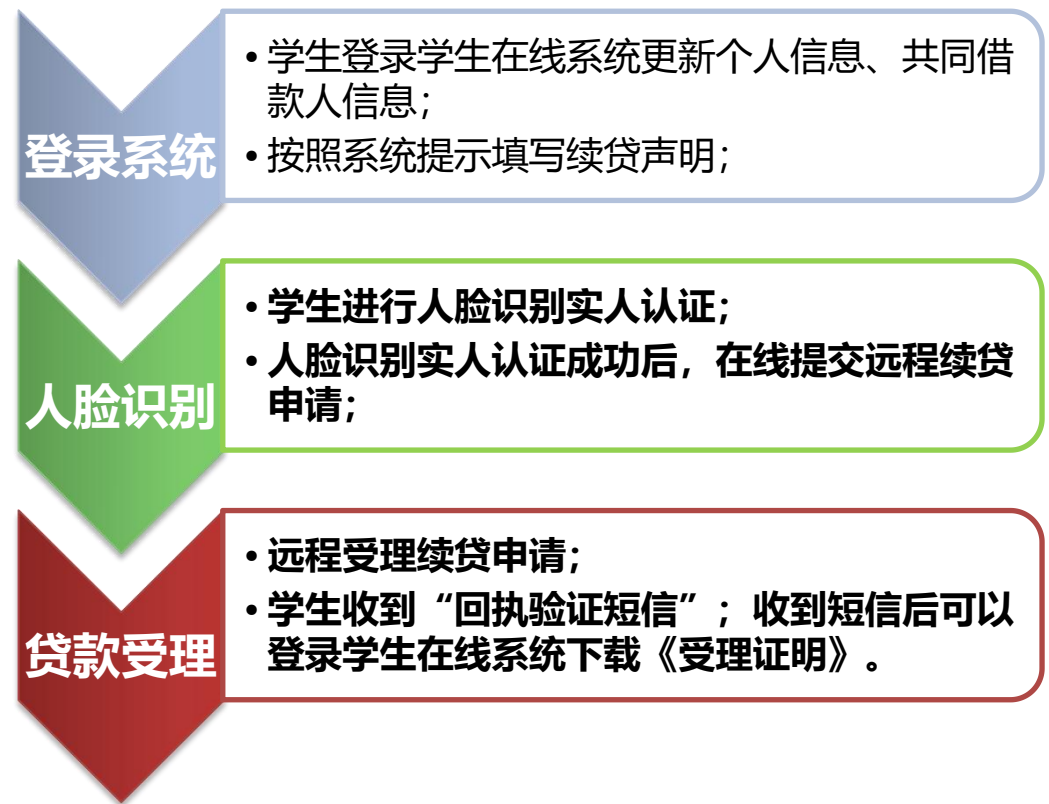 登录系统
• 学生登录学生在线系统更新个人信息、共同借
款人信息；
• 按照系统提示填写续贷声明；
人脸识别
• 学生进行人脸识别实人认证；
• 人脸识别实人认证成功后，在线提交远程续贷
申请；
贷款受理
• 远程受理续贷申请；
• 学生收到“回执验证短信”；收到短信后可以
登录学生在线系统下载《受理证明》。